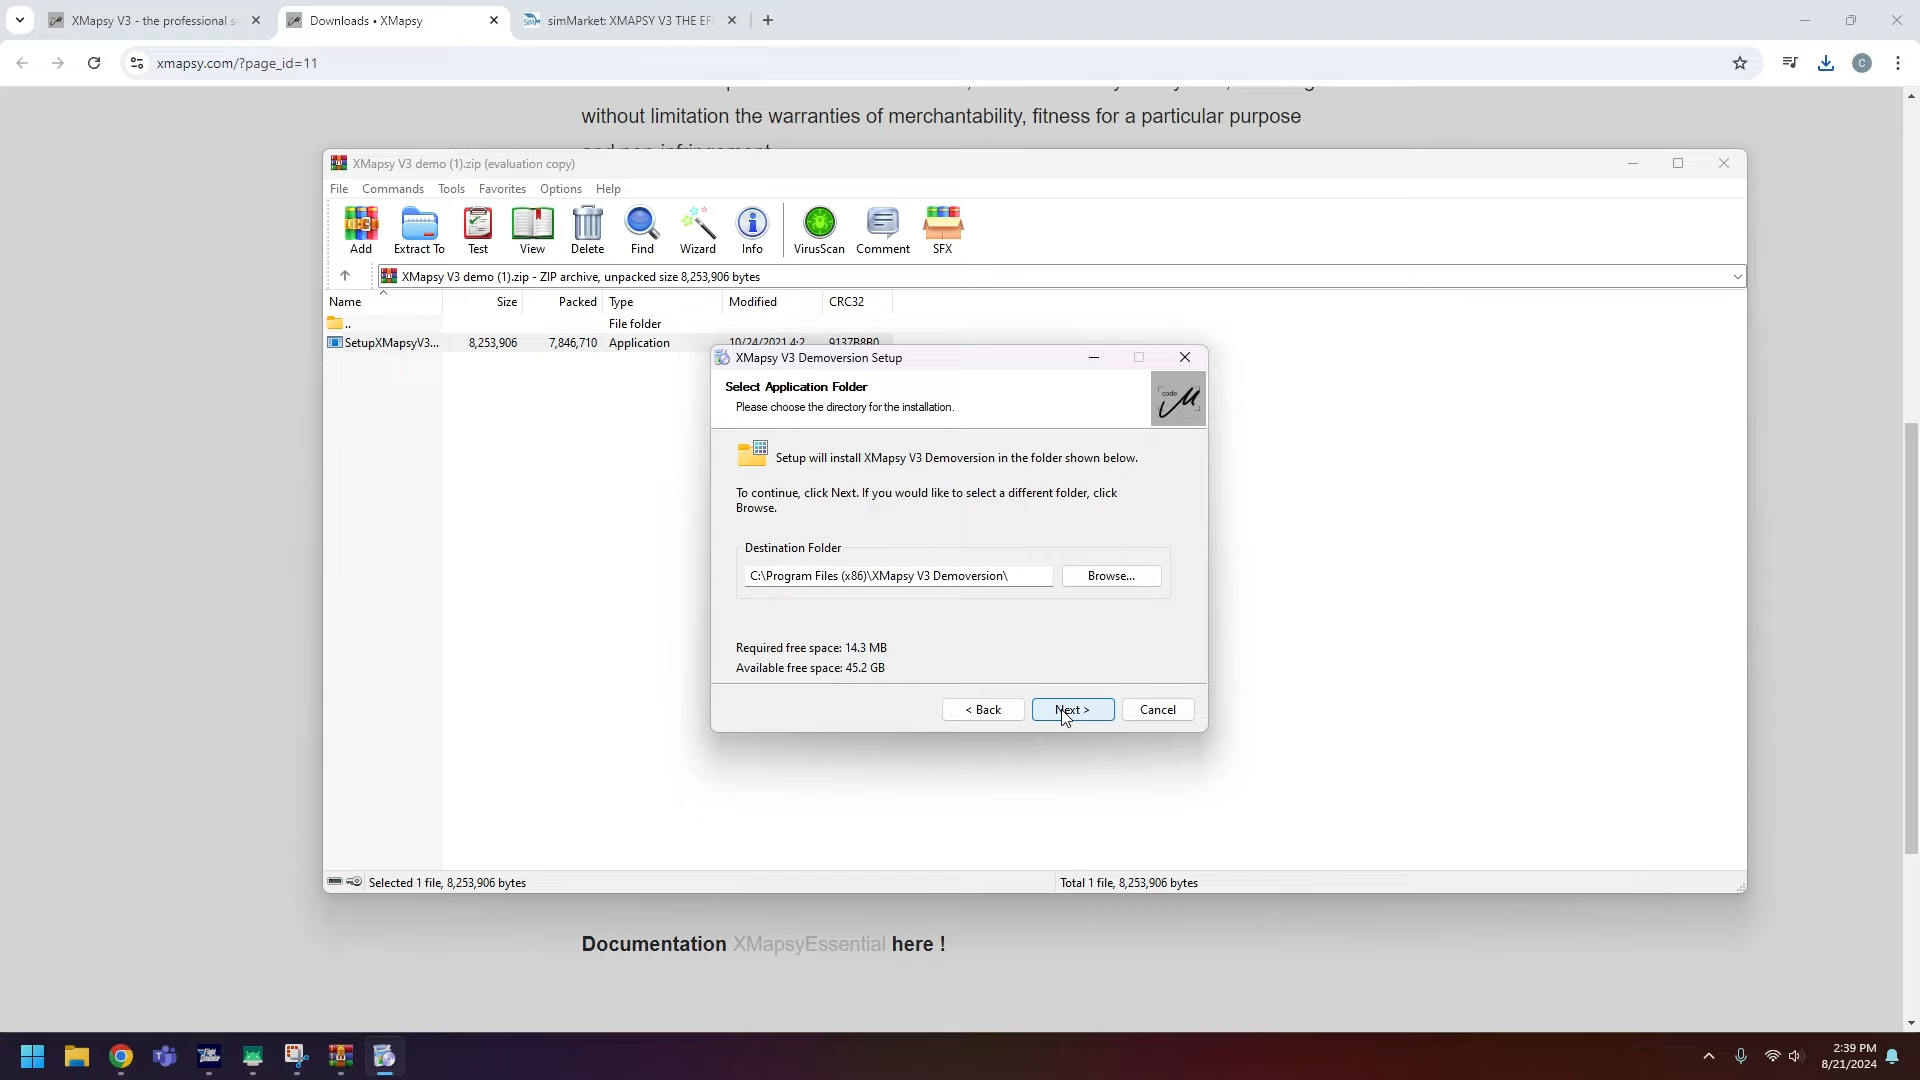 XMapsy V3 - the professional s
Downloads • XMapsy
simMarket: XMAPSY V3 THE EF
xmapsy.com/?page_id=11
C
without limitation the warranties of merchantability, fitness for a particular purpose
XMapsy V3 demo (1).zip (evaluation copy)
File Commands Tools Favorites Options Help
Add Extract To Test View Delete Find Wizard Info VirusScan Comment SFX
XMapsy V3 demo (1).zip - ZIP archive, unpacked size 8,253,906 bytes
Name Size Packed Type Modified CRC32
.. File folder
SetupXMapsyV3... 8,253,906 7,846,710 Application 10/24/2021 4:2... 9137B8B0
XMapsy V3 Demoversion Setup
Select Application Folder
Please choose the directory for the installation.
code M
Setup will install XMapsy V3 Demoversion in the folder shown below.
To continue, click Next. If you would like to select a different folder, click
Browse.
Destination Folder
C:\Program Files (x86)\XMapsy V3 Demoversion\ Browse...
Required free space: 14.3 MB
Available free space: 45.2 GB
< Back Next > Cancel
Selected 1 file, 8,253,906 bytes Total 1 file, 8,253,906 bytes
Documentation XMapsyEssential here !
2:39 PM
8/21/2024